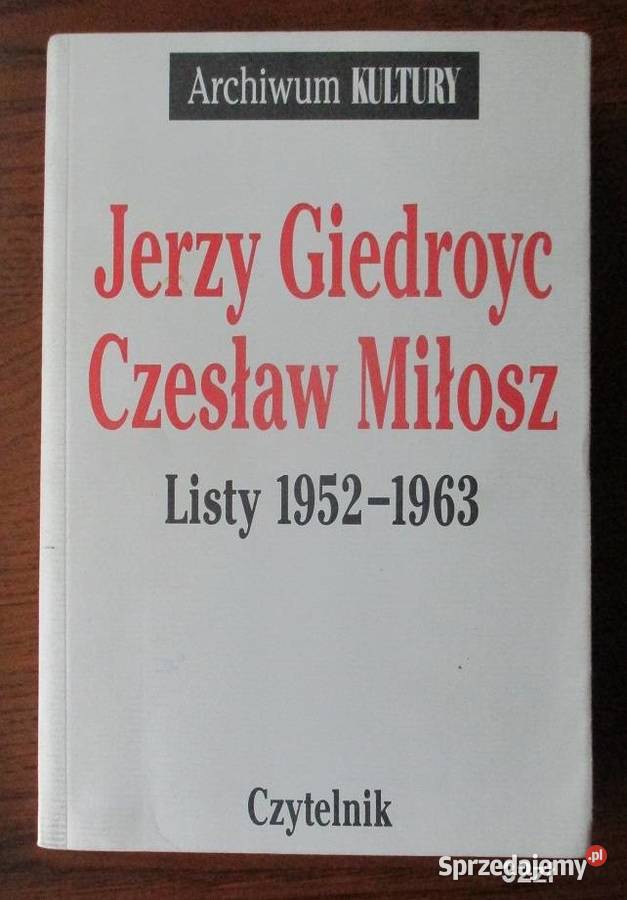 Archiwum KULTURY
Jerzy Giedroyc
Czesław Miłosz
Listy 1952–1963
Czytelnik
Sprzedajemy.pl